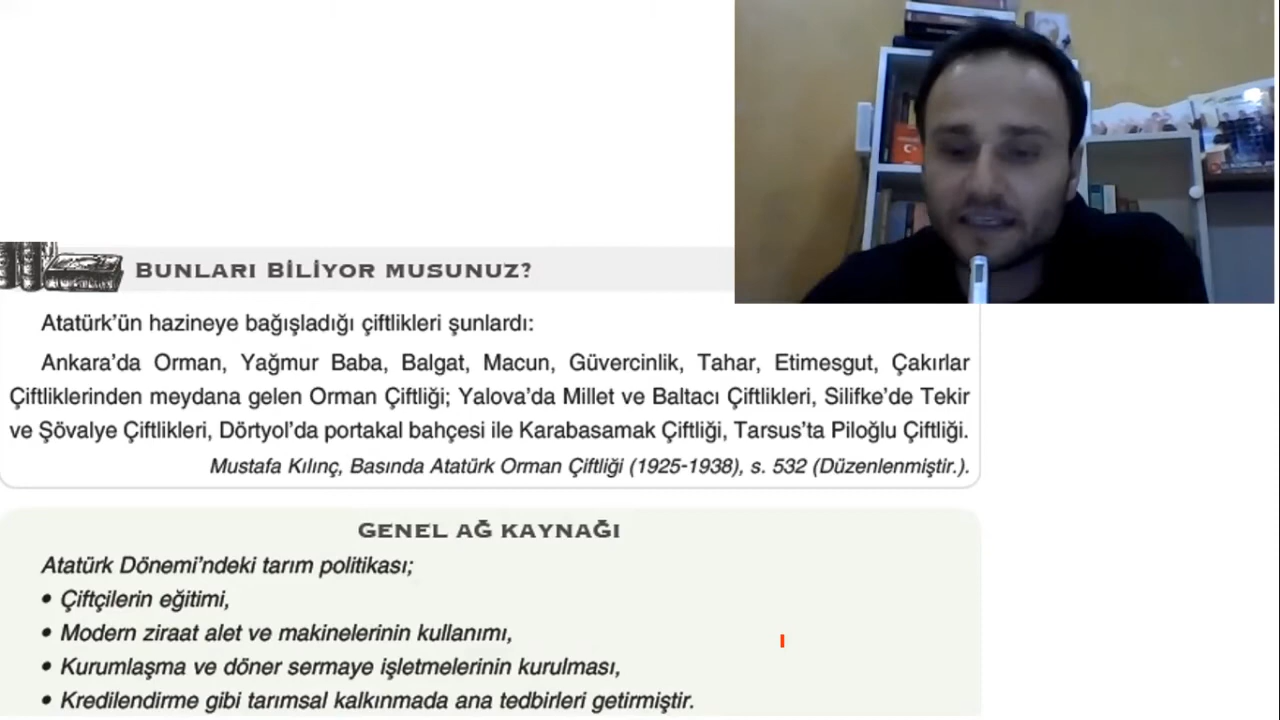 BUNLARI BİLİYOR MUSUNUZ?
Atatürk’ün hazineye bağışladığı çiftlikleri şunlardı:
Ankara’da Orman, Yağmur Baba, Balgat, Macun, Güvercinlik, Tahar, Etimesgut, Çakırlar
Çiftliklerinden meydana gelen Orman Çiftliği; Yalova’da Millet ve Baltacı Çiftlikleri, Silifke’de Tekir
ve Şövalye Çiftlikleri, Dörtyol’da portakal bahçesi ile Karabasamak Çiftliği, Tarsus’ta Piloğlu Çiftliği.
Mustafa Kılınç, Basında Atatürk Orman Çiftliği (1925-1938), s. 532 (Düzenlenmiştir.).
GENEL AĞ KAYNAĞI
Atatürk Dönemi’ndeki tarım politikası;
• Çiftçilerin eğitimi,
• Modern ziraat alet ve makinelerinin kullanımı,
• Kurumlaşma ve döner sermaye işletmelerinin kurulması,
• Kredilendirme gibi tarımsal kalkınmada ana tedbirleri getirmiştir.